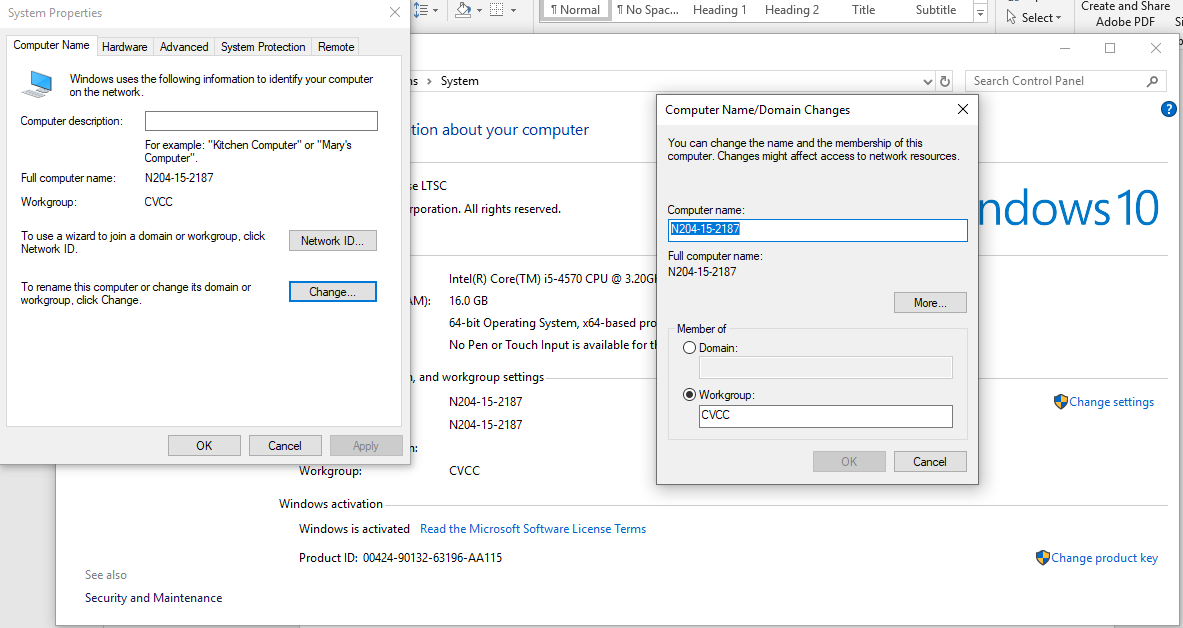 System Properties
Computer Name Hardware Advanced System Protection Remote
Windows uses the following information to identify your computer
on the network.
Computer description:
For example: "Kitchen Computer" or "Mary's
Computer".
Full computer name: N204-15-2187
Workgroup: CVCC
To use a wizard to join a domain or workgroup, click
Network ID.
Network ID...
To rename this computer or change its domain or
workgroup, click Change.
Change...
OK Cancel Apply
¶ Normal ¶ No Spac... Heading 1 Heading 2 Title Subtitle
Select
Create and Share
Adobe PDF
System
Search Control Panel
about your computer
LTSC
All rights reserved.
ndows 10
Intel(R) Core(TM) i5-4570 CPU @ 3.20G
16.0 GB
64-bit Operating System, x64-based
No Pen or Touch Input is available for
, and workgroup settings
N204-15-2187
N204-15-2187
Change settings
Workgroup: CVCC
Windows activation
Windows is activated Read the Microsoft Software License Terms
Product ID: 00424-90132-63196-AA115
Change product key
See also
Security and Maintenance
Computer Name/Domain Changes
You can change the name and the membership of this
computer. Changes might affect access to network resources.
Computer name:
N204-15-2187
Full computer name:
N204-15-2187
More...
Member of
Domain:
Workgroup:
CVCC
OK Cancel